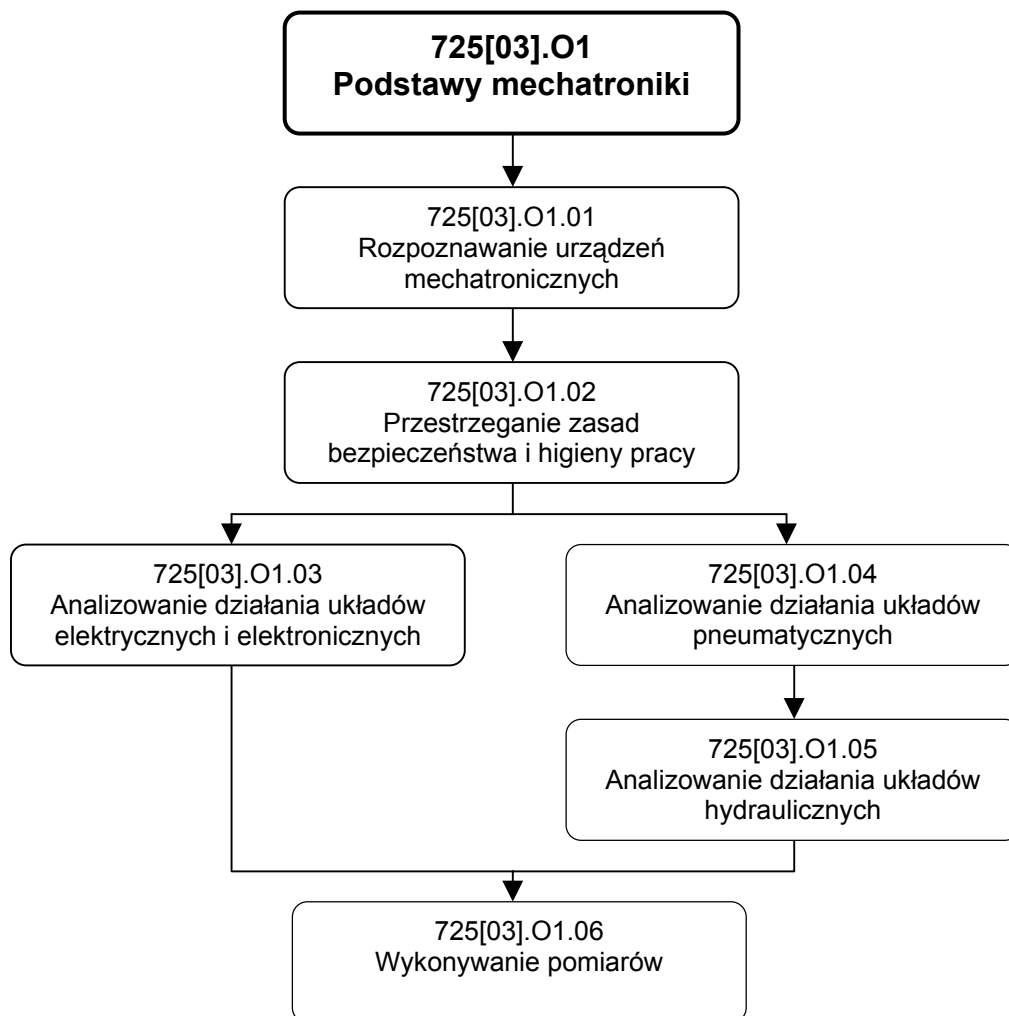 725[03].O1
Podstawy mechatroniki
725[03].O1.01
Rozpoznawanie urządzeń
mechatronicznych
725[03].O1.02
Przestrzeganie zasad
bezpieczeństwa i higieny pracy
725[03].O1.03
Analizowanie działania układów
elektrycznych i elektronicznych
725[03].O1.04
Analizowanie działania układów
pneumatycznych
725[03].O1.05
Analizowanie działania układów
hydraulicznych
725[03].O1.06
Wykonywanie pomiarów